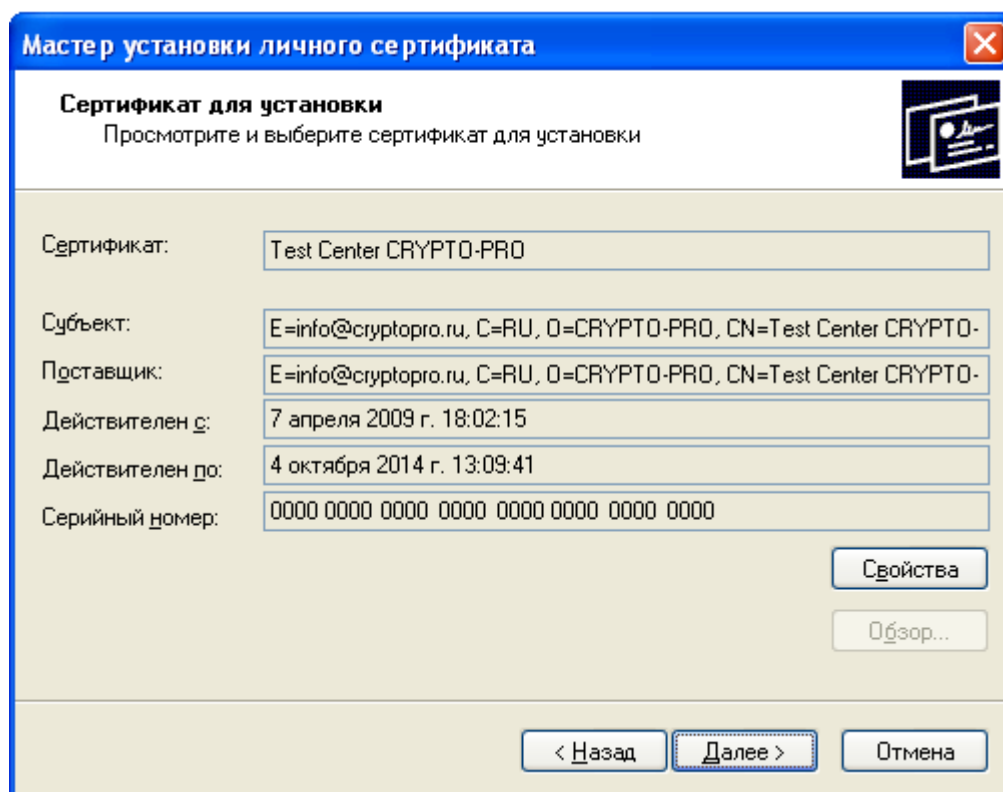 Мастер установки личного сертификата
Сертификат для установки
Просмотрите и выберите сертификат для установки
Сертификат: Test Center CRYPTO-PRO
Субъект: E=info@cryptopro.ru, C=RU, O=CRYPTO-PRO, CN=Test Center CRYPTO-
Поставщик: E=info@cryptopro.ru, C=RU, O=CRYPTO-PRO, CN=Test Center CRYPTO-
Действителен с: 7 апреля 2009 г. 18:02:15
Действителен по: 4 октября 2014 г. 13:09:41
Серийный номер: 0000 0000 0000 0000 0000 0000 0000 0000
Свойства
Обзор...
< Назад Далее > Отмена